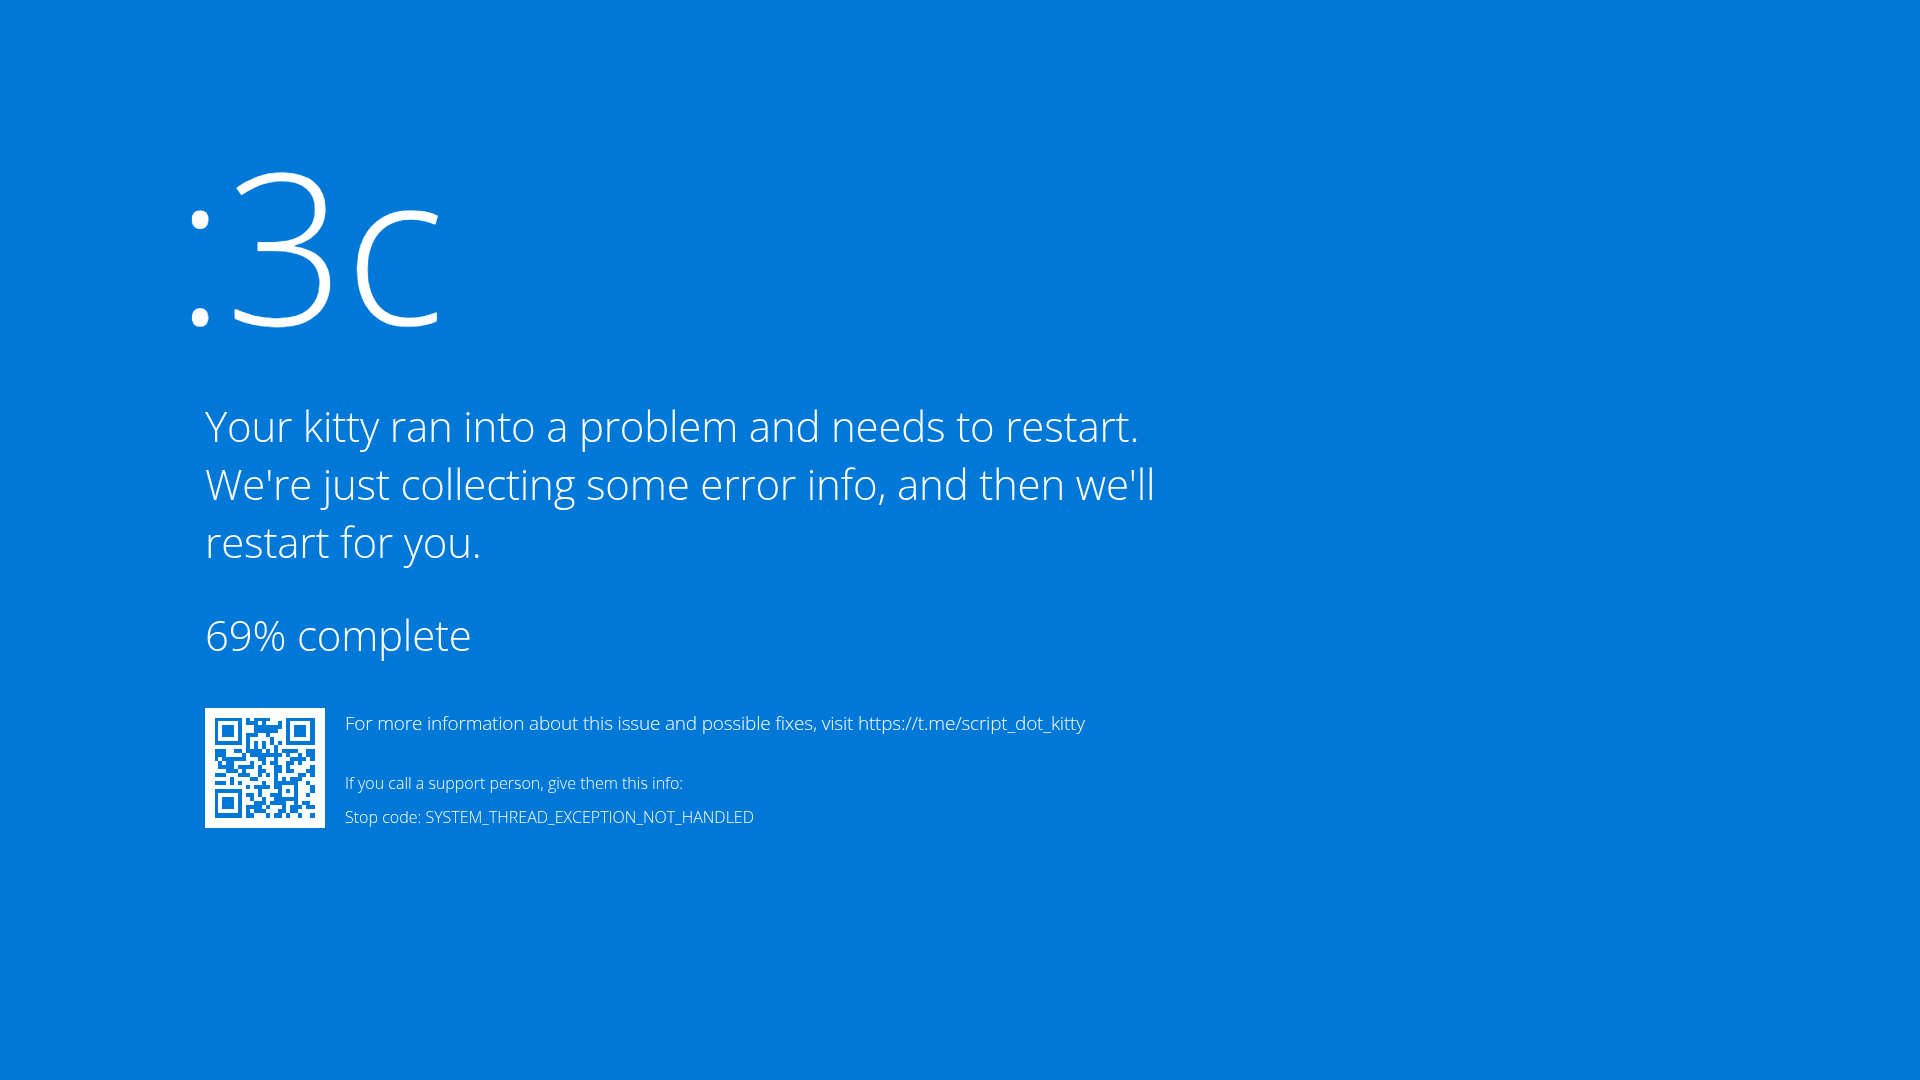 :3c
Your kitty ran into a problem and needs to restart.
We're just collecting some error info, and then we'll
restart for you.
69% complete
For more information about this issue and possible fixes, visit https://t.me/script_dot_kitty
If you call a support person, give them this info:
Stop code: SYSTEM_THREAD_EXCEPTION_NOT_HANDLED